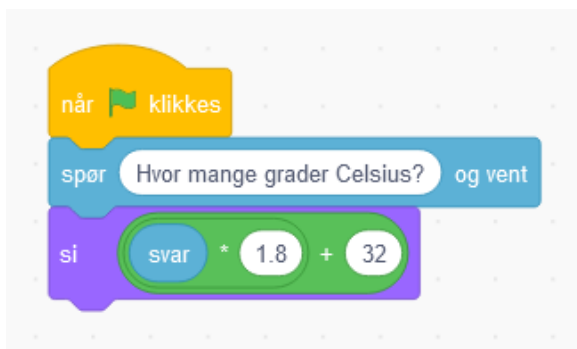 når klikkes
spør Hvor mange grader Celsius? og vent
si svar * 1.8 + 32